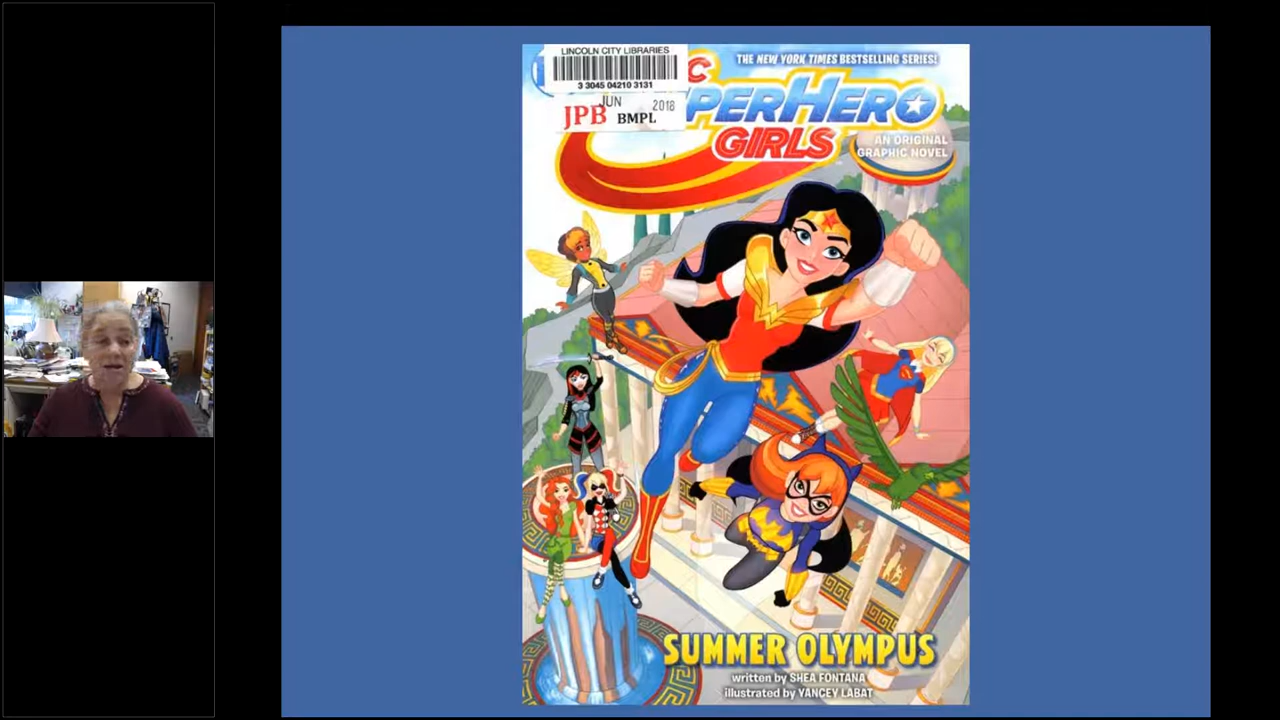 LINCOLN CITY LIBRARIES
3 3045 04210 3131
JUN 2018
JPB BMPL
THE NEW YORK TIMES BESTSELLING SERIES!
C
PERHERO
GIRLS
AN ORIGINAL
GRAPHIC NOVEL
SUMMER OLYMPUS
written by SHEA FONTANA
illustrated by YANCEY LABAT